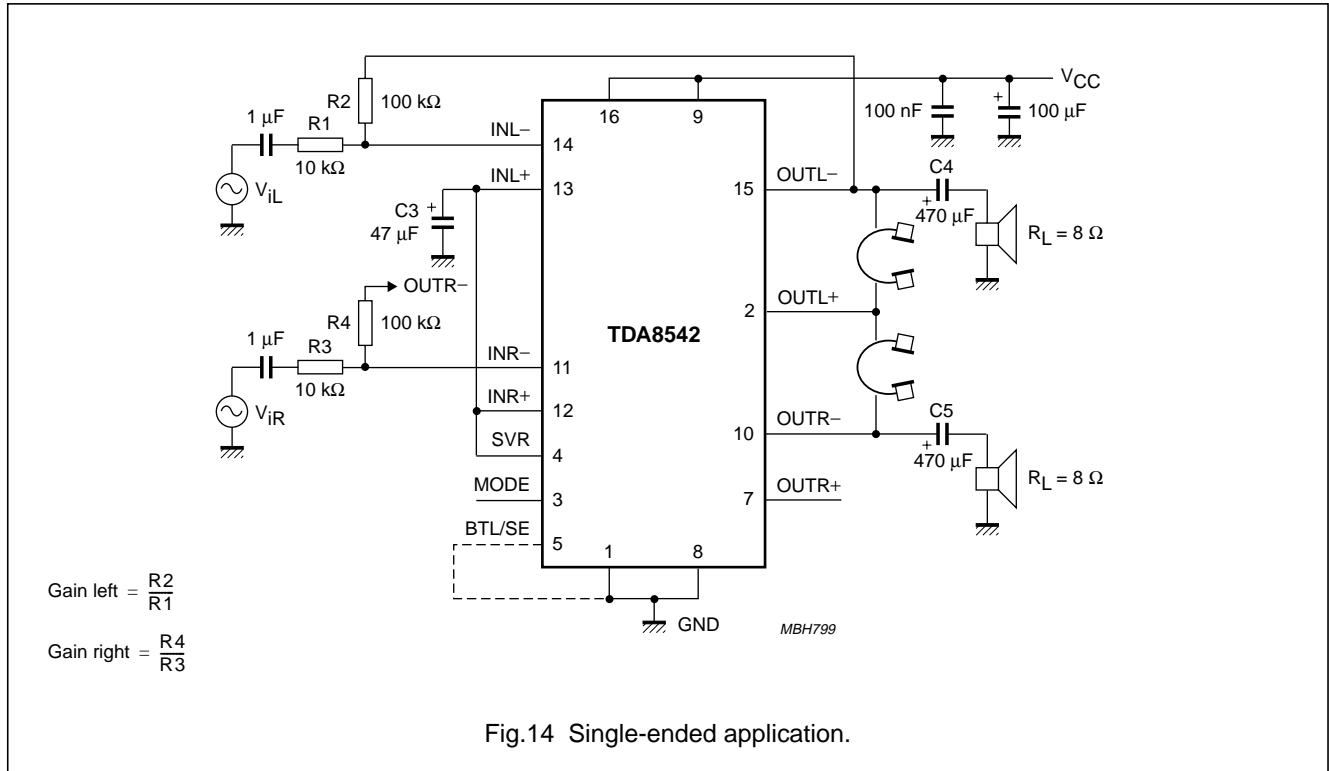 VCC
R2
100 kΩ
1 μF
R1
10 kΩ
INL−
14
16
9
100 nF
+
100 μF
ViL
INL+
13
C3
+
47 μF
15
OUTL−
C4
+
470 μF
RL = 8 Ω
OUTR−
R4
100 kΩ
2
OUTL+
TDA8542
1 μF
R3
10 kΩ
INR−
11
INR+
12
ViR
SVR
4
10
OUTR−
C5
+
470 μF
RL = 8 Ω
MODE
3
7
OUTR+
BTL/SE
5
1
8
GND
MBH799
Gain left = R2
R1
Gain right = R4
R3
Fig.14 Single-ended application.